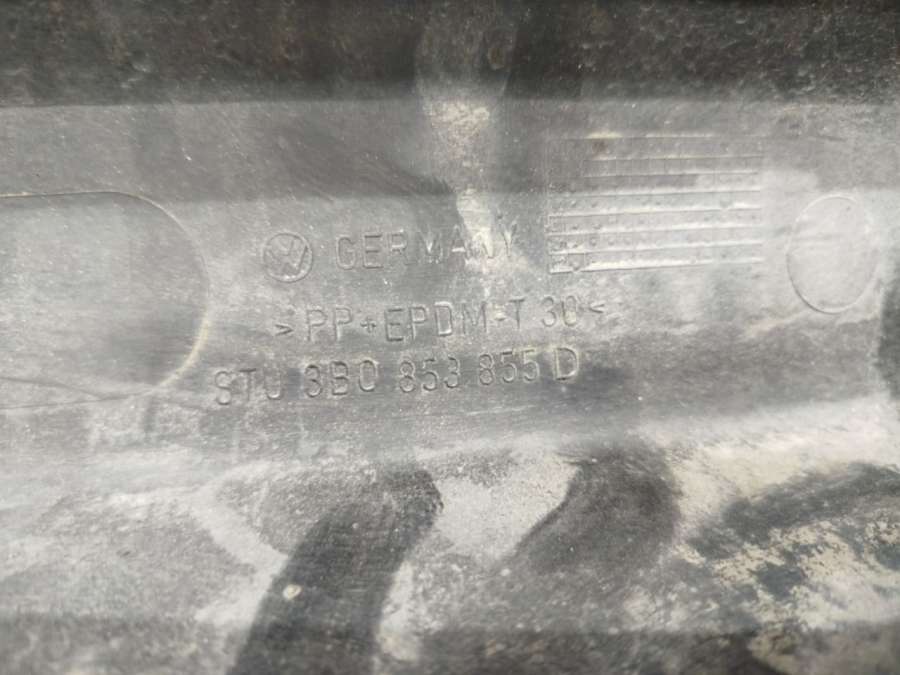 GERMANY
>PP+EPDM-T 30<
STU 3B0 853 855 D